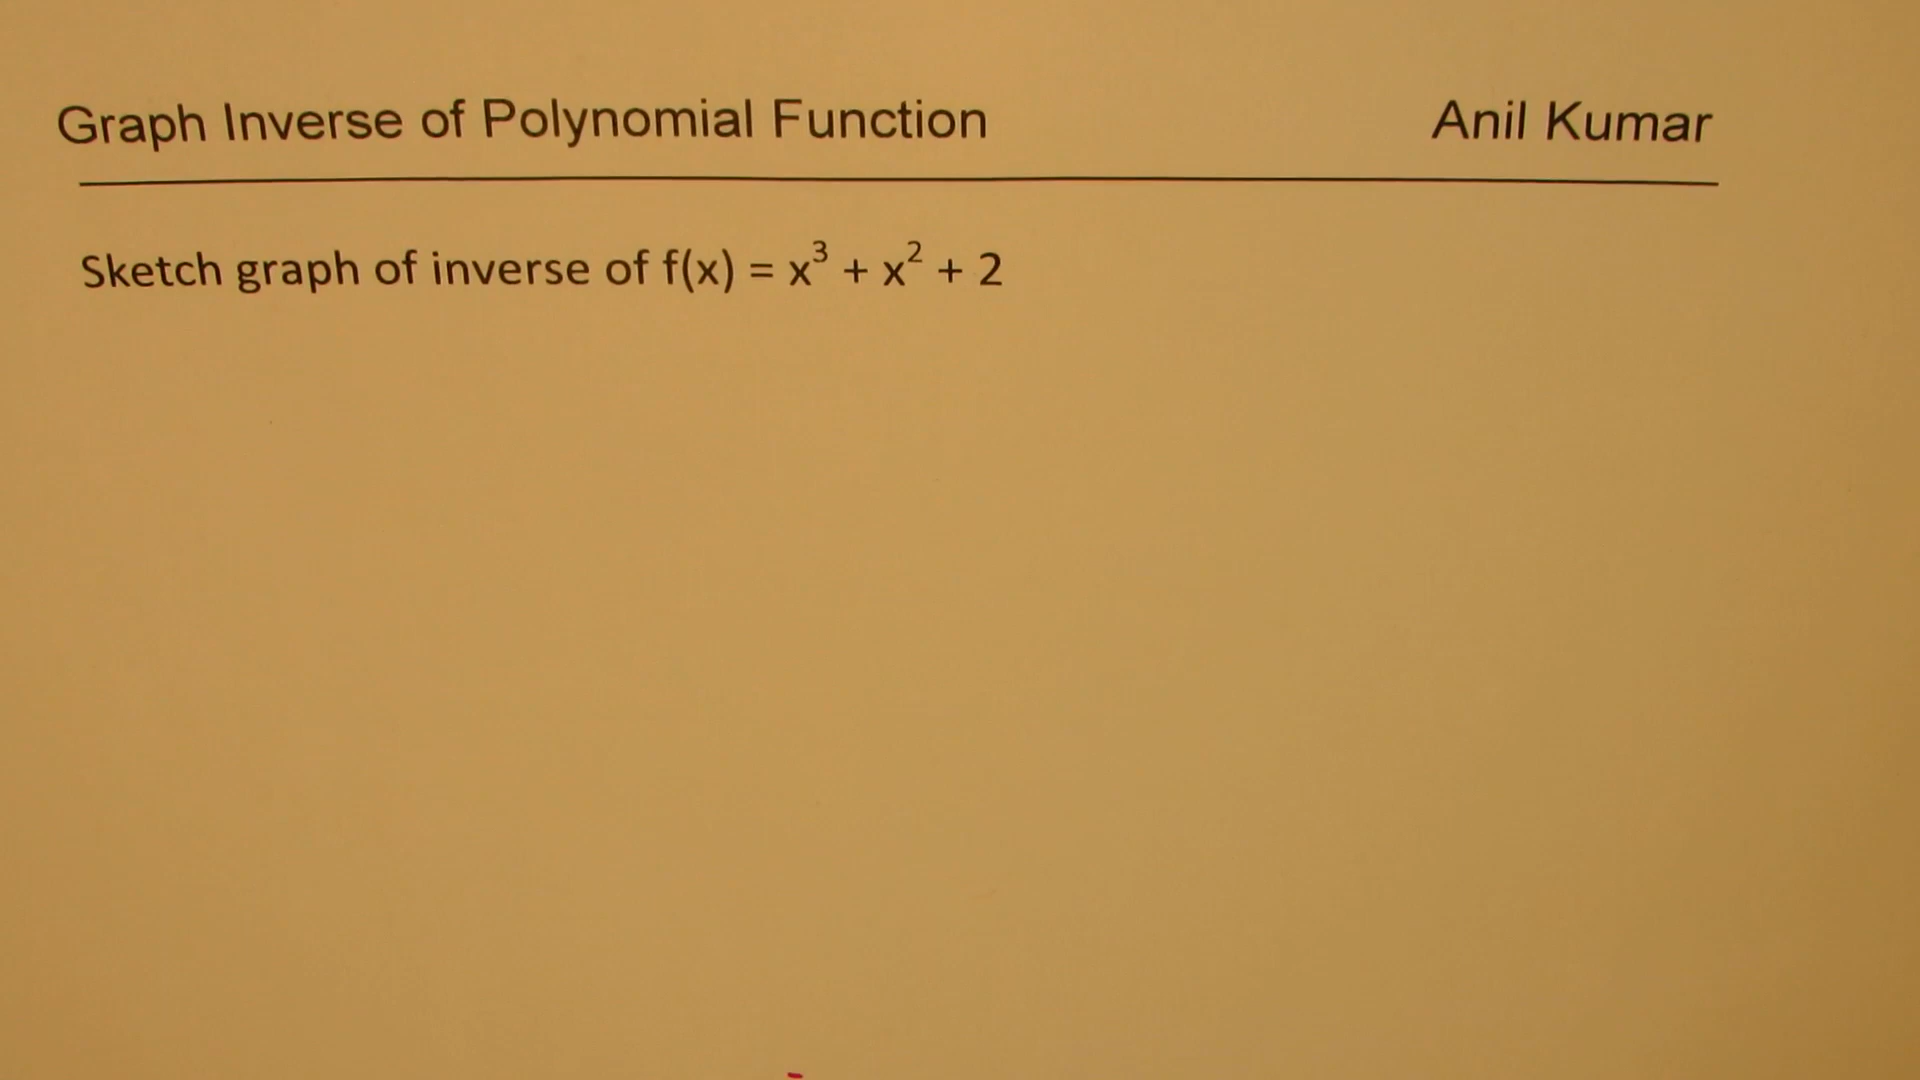 Graph Inverse of Polynomial Function Anil Kumar
Sketch graph of inverse of f(x) = x³ + x² + 2